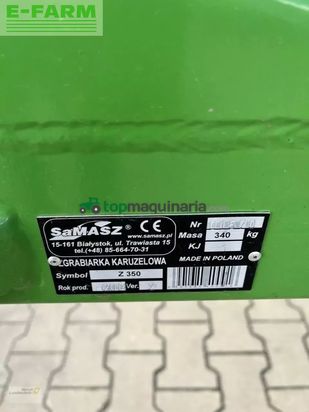 E-FARM
topmaquinaria.com
SaMASZ® CE
www.samasz.pl
15-161 Białystok, ul. Trawiasta 15
tel.(+48) 85-664-70-31
Nr
Masa 340 kg
KJ
MADE IN POLAND
ZGRABIARKA KARUZELOWA
Symbol Z 350
Rok prod. Ver.